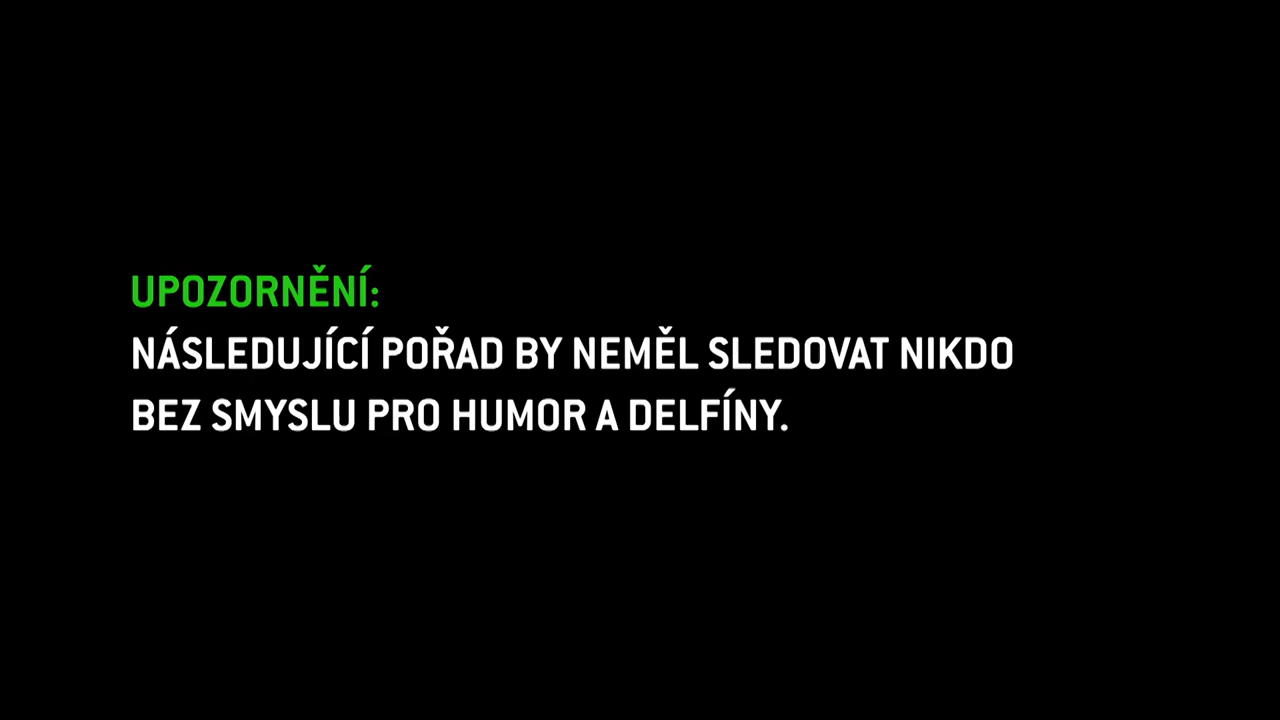 UPOZORNĚNÍ:
NÁSLEDUJÍCÍ POŘAD BY NEMĚL SLEDOVAT NIKDO
BEZ SMYSLU PRO HUMOR A DELFÍNY.